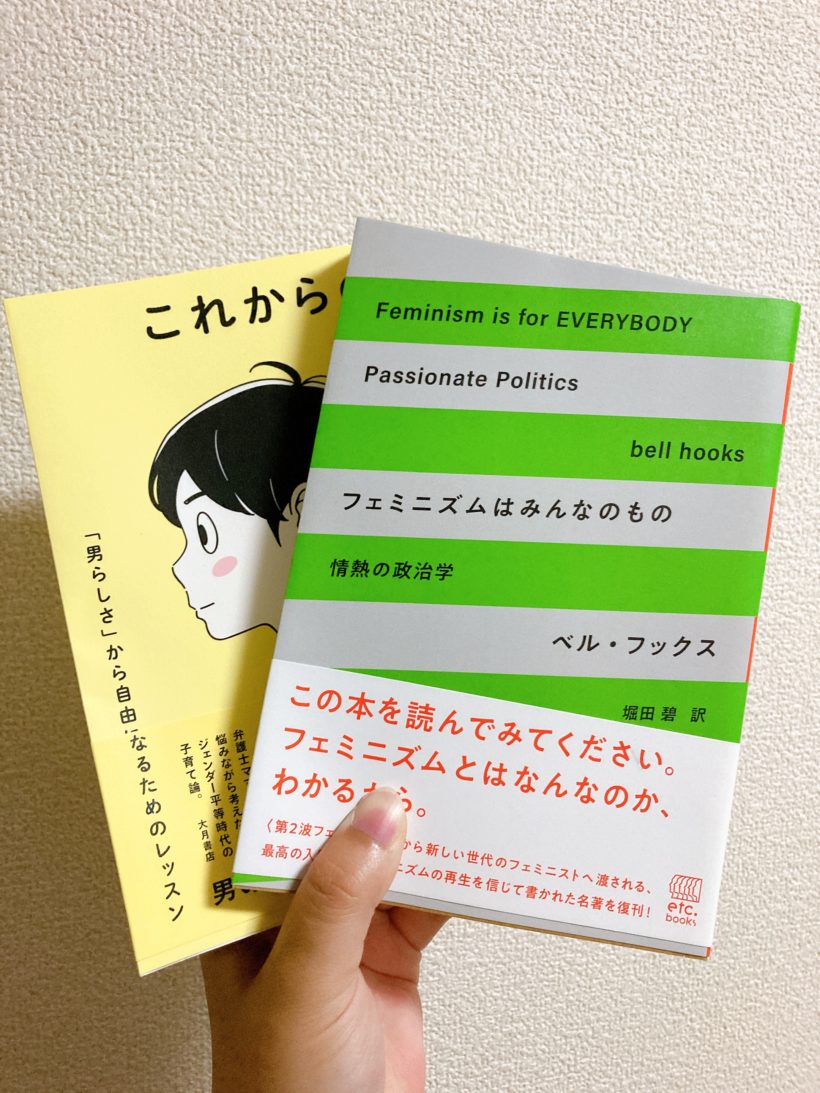 これから
「男らしさ」から自由になるためのレッスン
弁護士ママ
悩みながら考えた
ジェンダー平等時代の
子育て論。
大月書店
男
Feminism is for EVERYBODY
Passionate Politics
bell hooks
フェミニズムはみんなのもの
情熱の政治学
ベル・フックス
堀田 碧 訳
この本を読んでみてください。
フェミニズムとはなんなのか、
わかるから。
〈第2波フェ から新しい世代のフェミニストへ渡される、
最高の入 ニズムの再生を信じて書かれた名著を復刊!
etc.
books